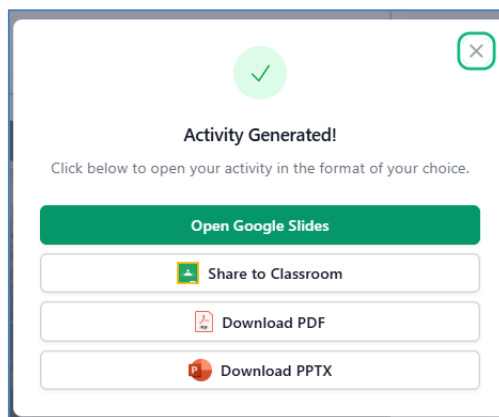 Activity Generated!
Click below to open your activity in the format of your choice.
Open Google Slides
Share to Classroom
PDF
Download PDF
P
Download PPTX